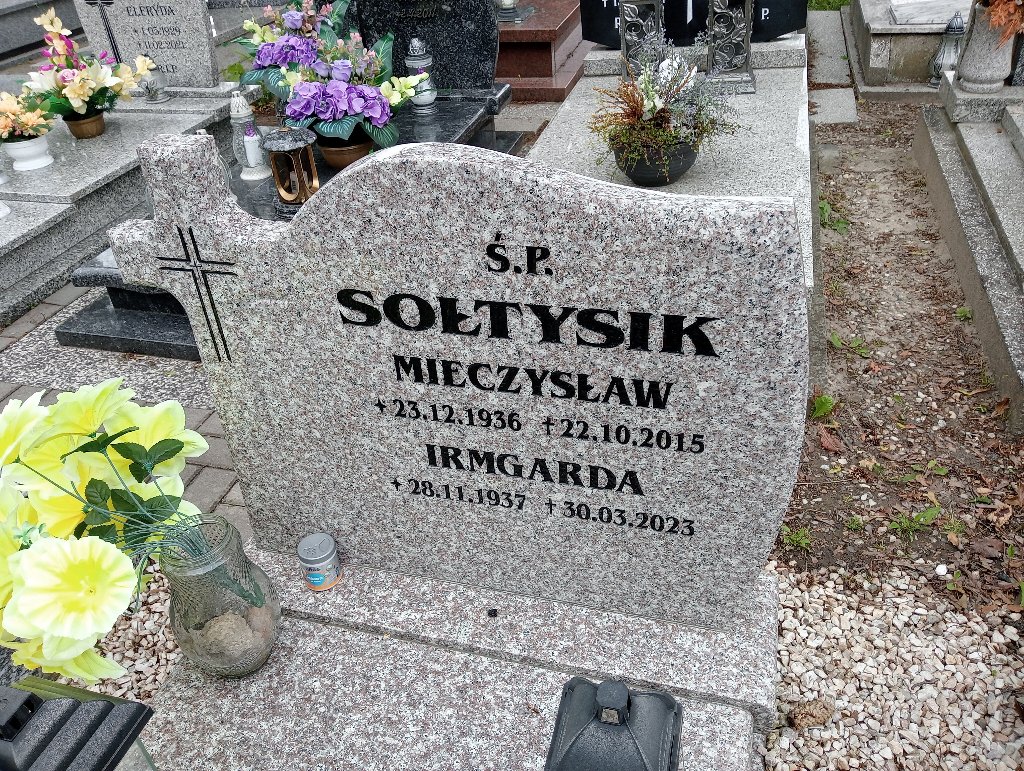 Ś.P.
SOŁTYSIK
MIECZYSŁAW
+ 23.12.1936 † 22.10.2015
IRMGARDA
+ 28.11.1937 † 30.03.2023